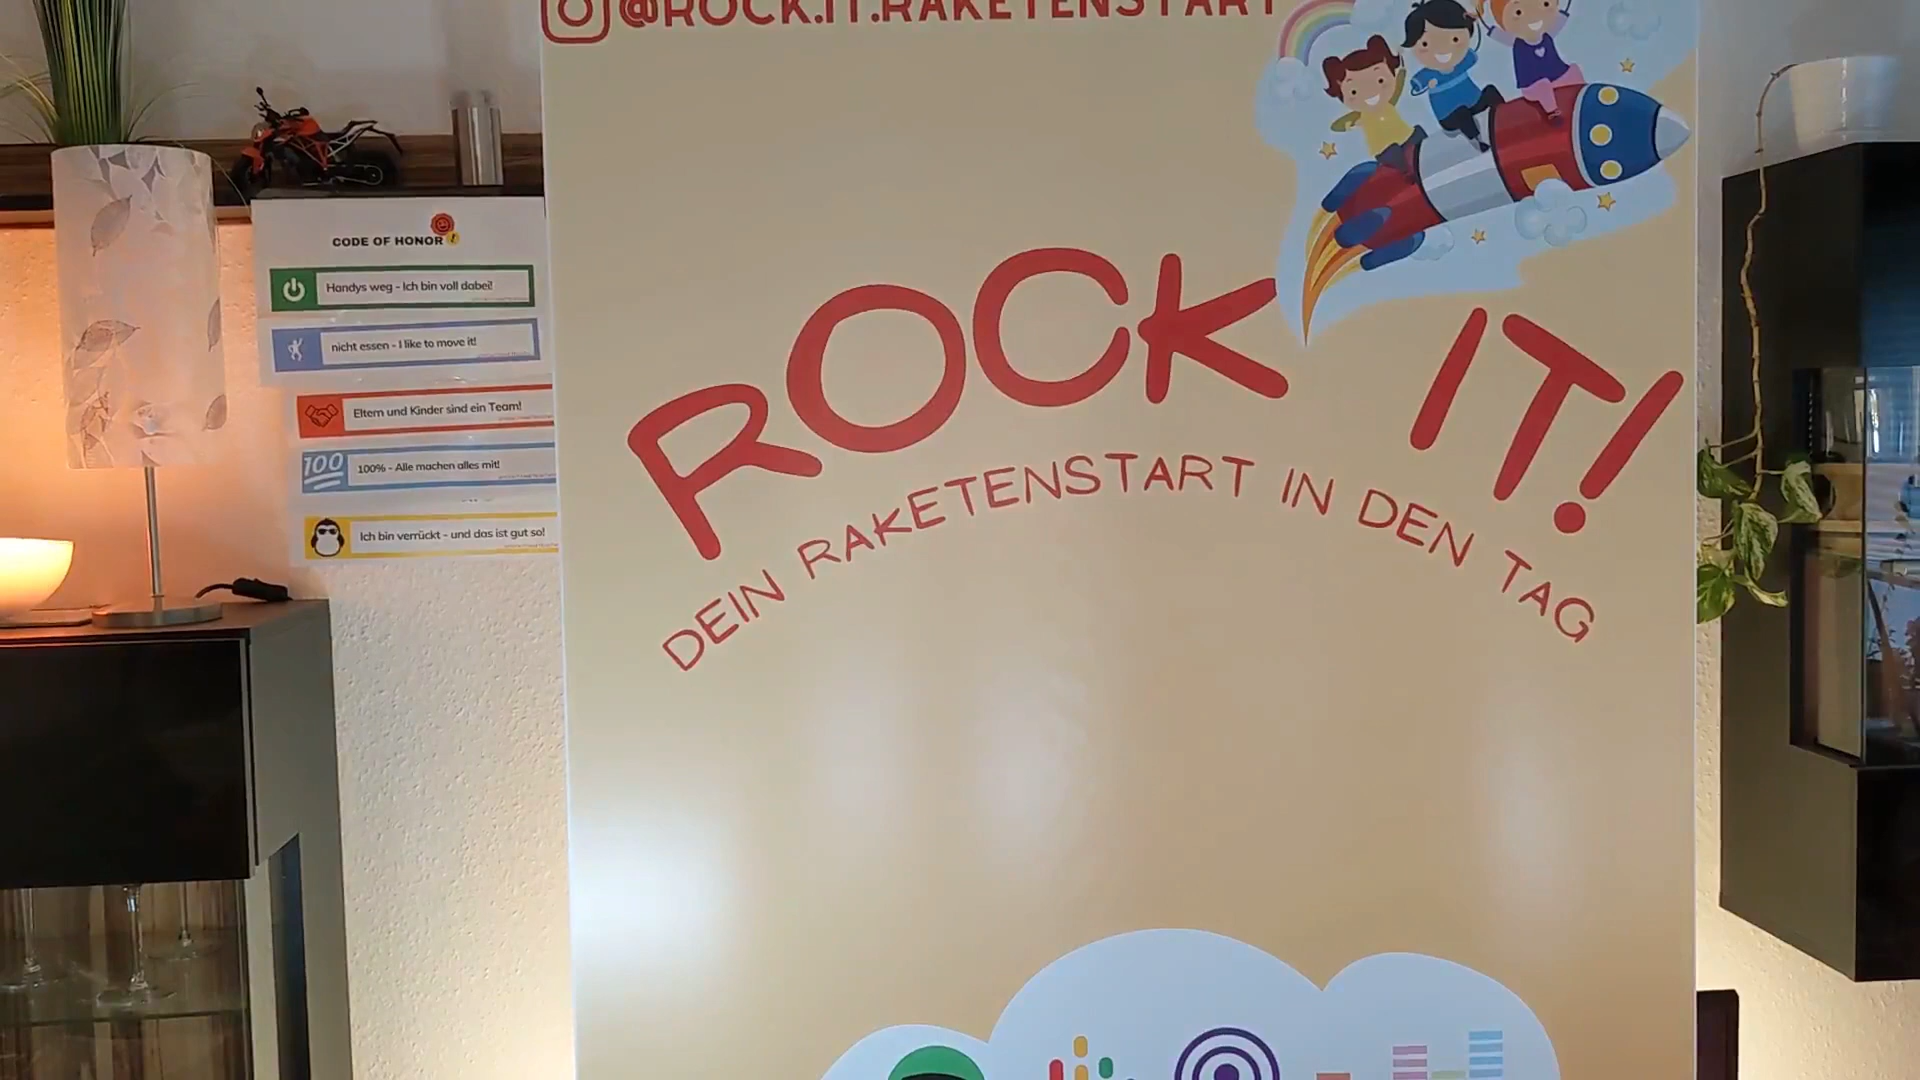 @ROCK.IT.RAKETENSTART
CODE OF HONOR
Handys weg - Ich bin voll dabei!
nicht essen - I like to move it!
Eltern und Kinder sind ein Team!
100
100% - Alle machen alles mit!
Ich bin verrückt - und das ist gut so!
ROCK IT!
DEIN RAKETENSTART IN DEN TAG